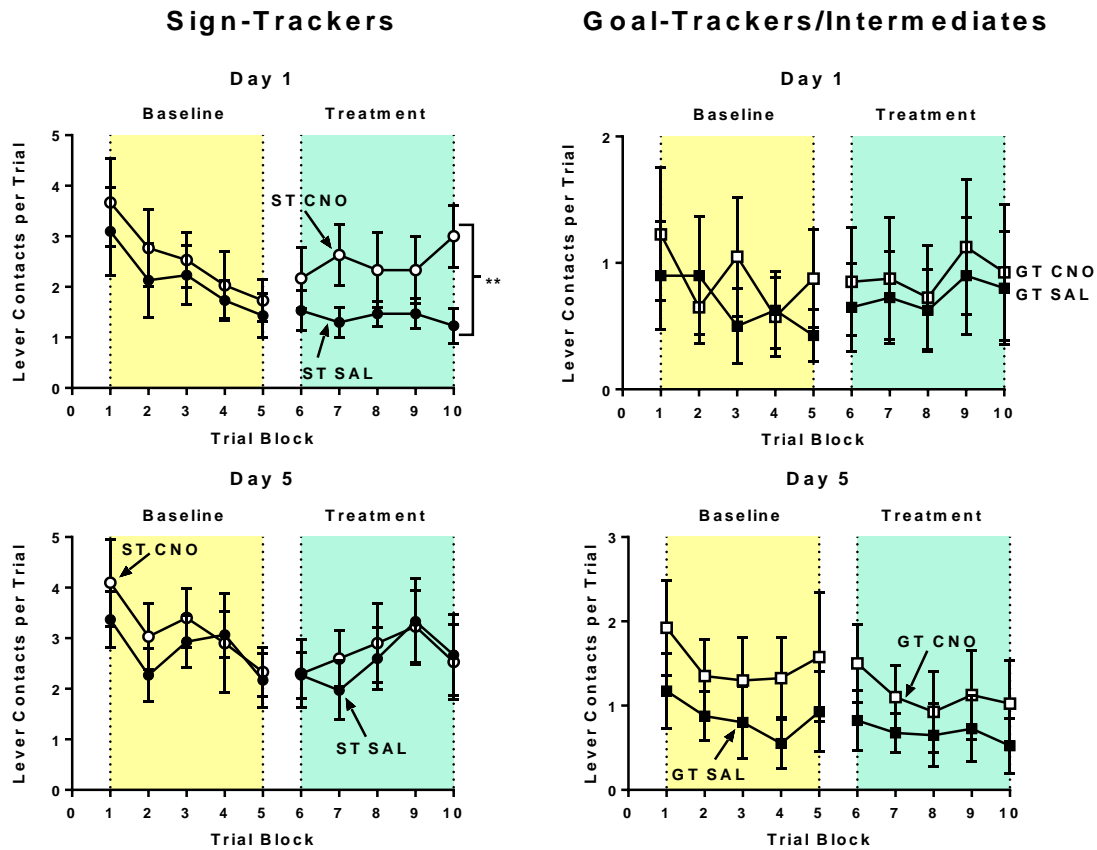 Sign-Trackers
Goal-Trackers/Intermediates
Day 1
Baseline
Treatment
Lever Contacts per Trial
5
4
3
2
1
0
ST CNO
ST SAL
**
0 1 2 3 4 5 6 7 8 9 10
Trial Block
Day 1
Baseline
Treatment
Lever Contacts per Trial
2
1
0
GT CNO
GT SAL
0 1 2 3 4 5 6 7 8 9 10
Trial Block
Day 5
Baseline
Treatment
Lever Contacts per Trial
5
4
3
2
1
0
ST CNO
ST SAL
0 1 2 3 4 5 6 7 8 9 10
Trial Block
Day 5
Baseline
Treatment
Lever Contacts per Trial
3
2
1
0
GT CNO
GT SAL
0 1 2 3 4 5 6 7 8 9 10
Trial Block